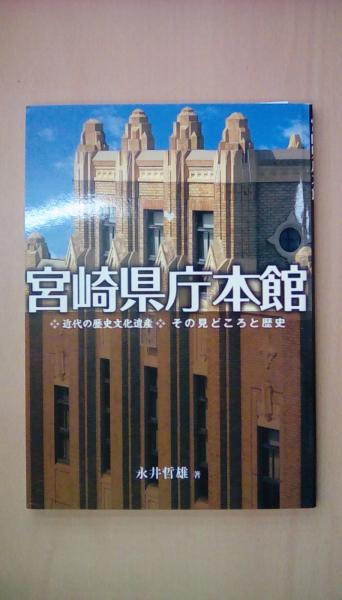 宮崎県庁本館
近代の歴史文化遺産 その見どころと歴史
永井哲雄 著